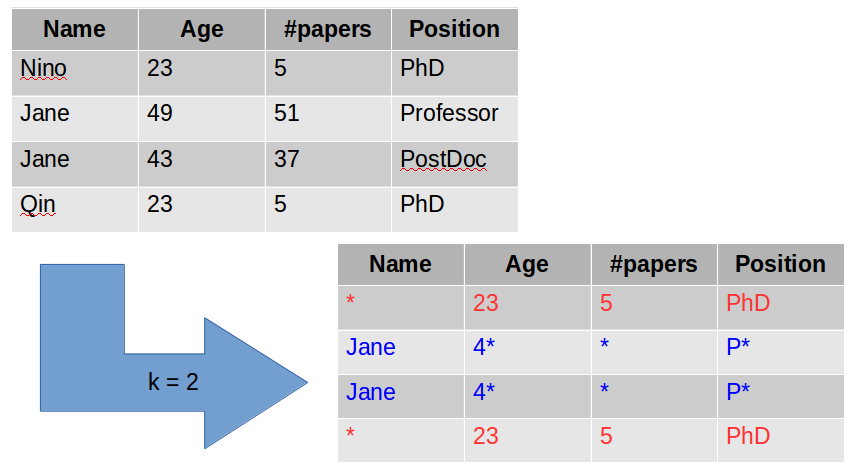 Name Age #papers Position
Nino 23 5 PhD
Jane 49 51 Professor
Jane 43 37 PostDoc
Qin 23 5 PhD
k = 2
Name Age #papers Position
* 23 5 PhD
Jane 4* * P*
Jane 4* * P*
* 23 5 PhD